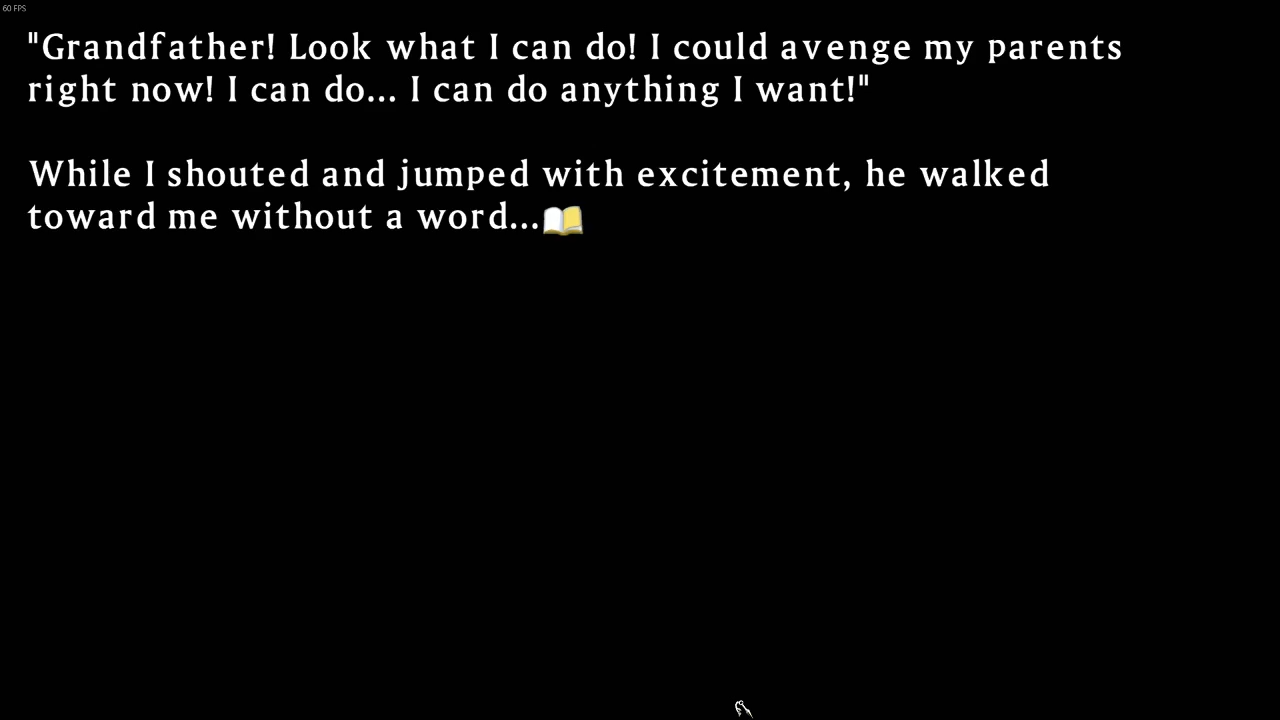 60 FPS
"Grandfather! Look what I can do! I could avenge my parents
right now! I can do... I can do anything I want!"
While I shouted and jumped with excitement, he walked
toward me without a word...